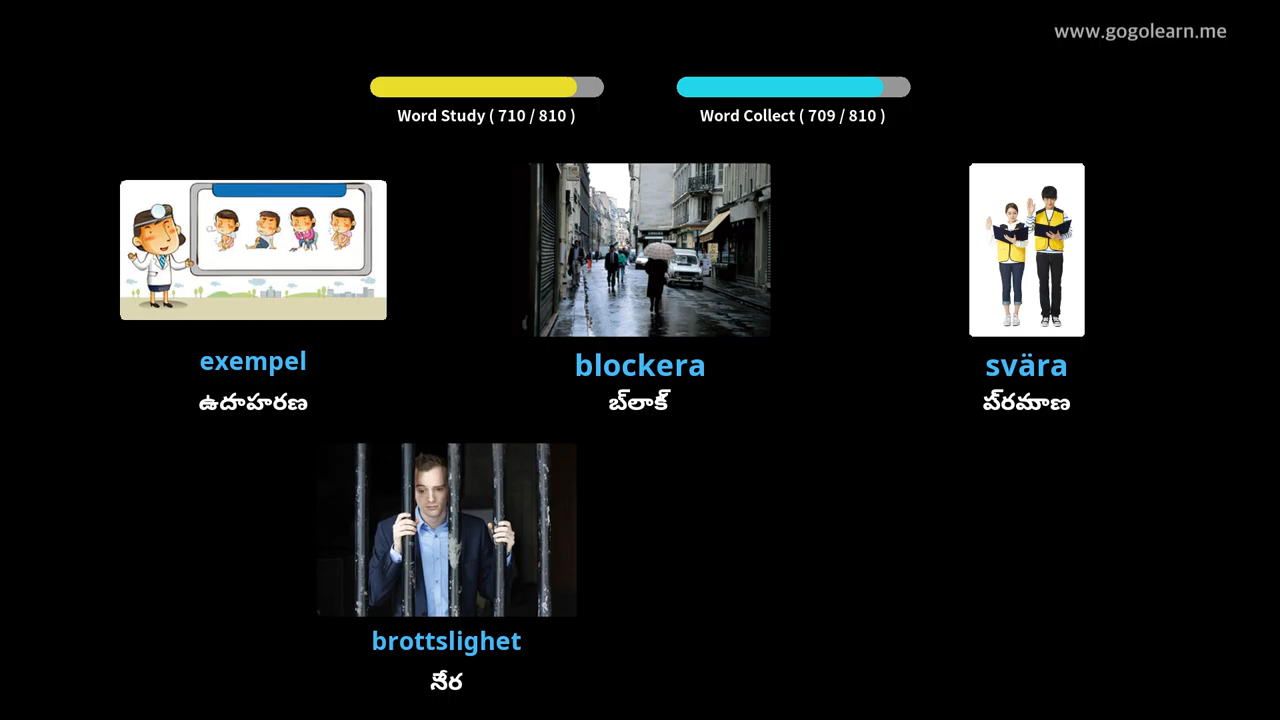 www.gogolearn.me
Word Study ( 710 / 810 )
Word Collect ( 709 / 810 )
exempel
blockera
svära
ఉదాహరణ
బ్లాక్
ప్రమాణ
brottslighet
నేర